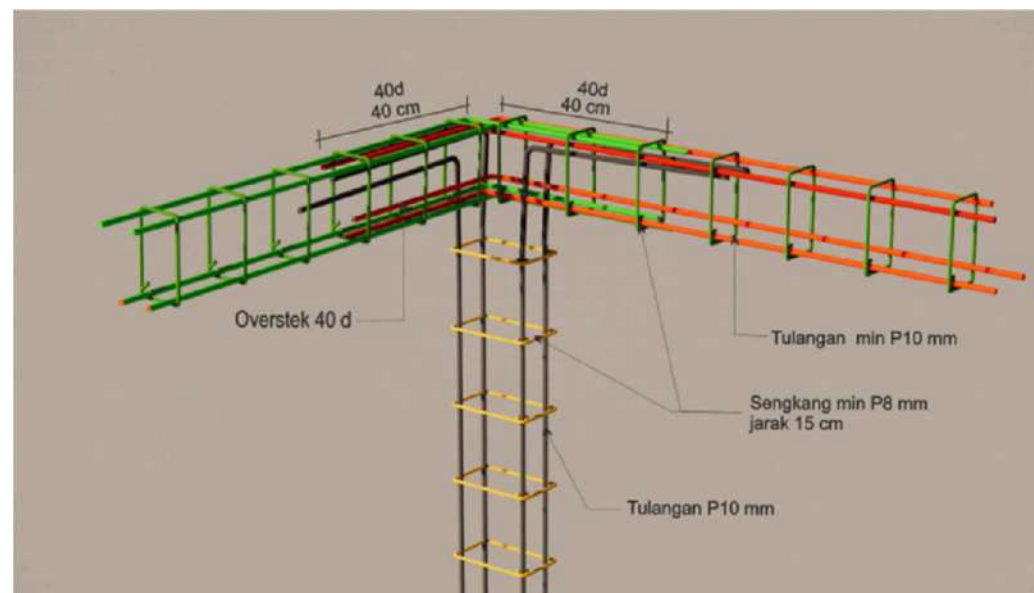 40d
40 cm
40d
40 cm
Overstek 40 d
Tulangan min P10 mm
Sengkang min P8 mm
jarak 15 cm
Tulangan P10 mm